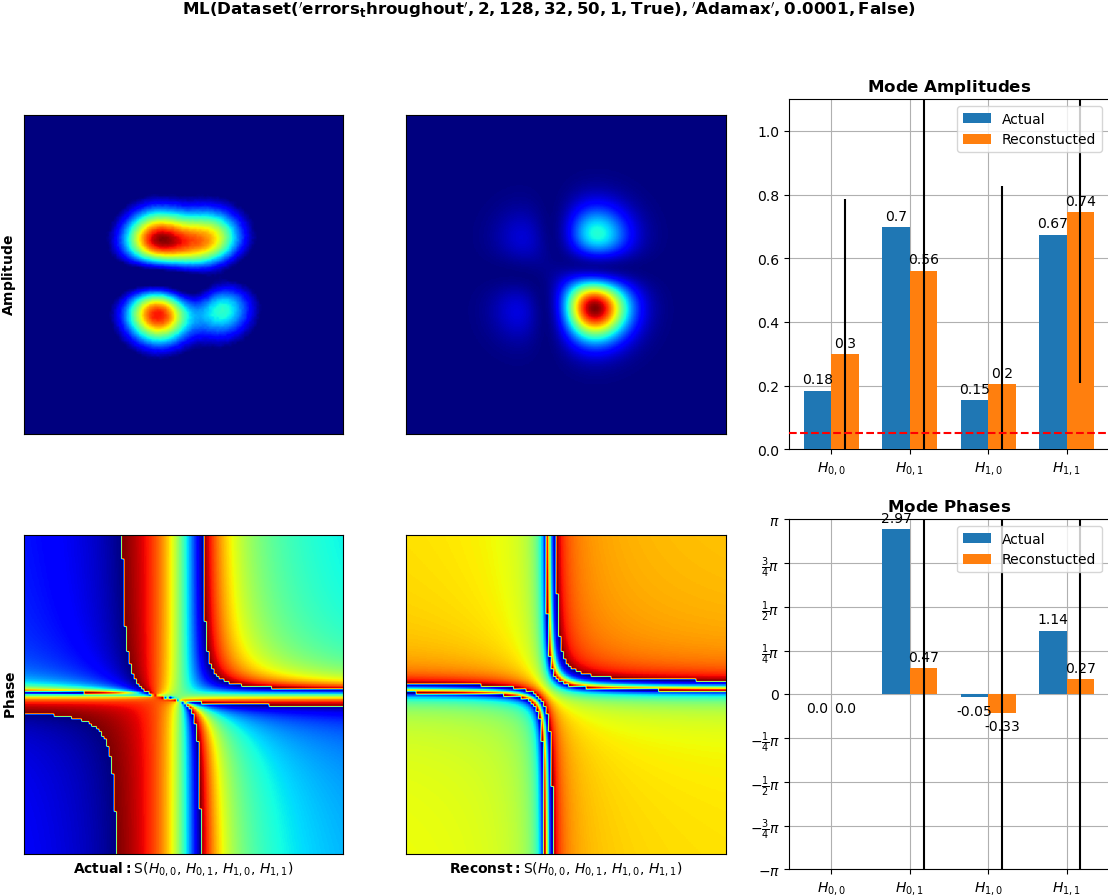 ML(Dataset('errors_throughout', 2, 128, 32, 50, 1, True), 'Adamax', 0.0001, False)
Amplitude
Mode Amplitudes
Actual
Reconstucted
1.0
0.8
0.6
0.4
0.2
0.0
0.18
0.3
0.7
0.56
0.15
0.2
0.67
0.74
H0,0
H0,1
H1,0
H1,1
Phase
Actual: S(H0,0, H0,1, H1,0, H1,1)
Reconst: S(H0,0, H0,1, H1,0, H1,1)
Mode Phases
Actual
Reconstucted
π
3/4π
1/2π
1/4π
0
−1/4π
−1/2π
−3/4π
−π
0.0
0.0
2.97
0.47
-0.05
-0.33
1.14
0.27
H0,0
H0,1
H1,0
H1,1